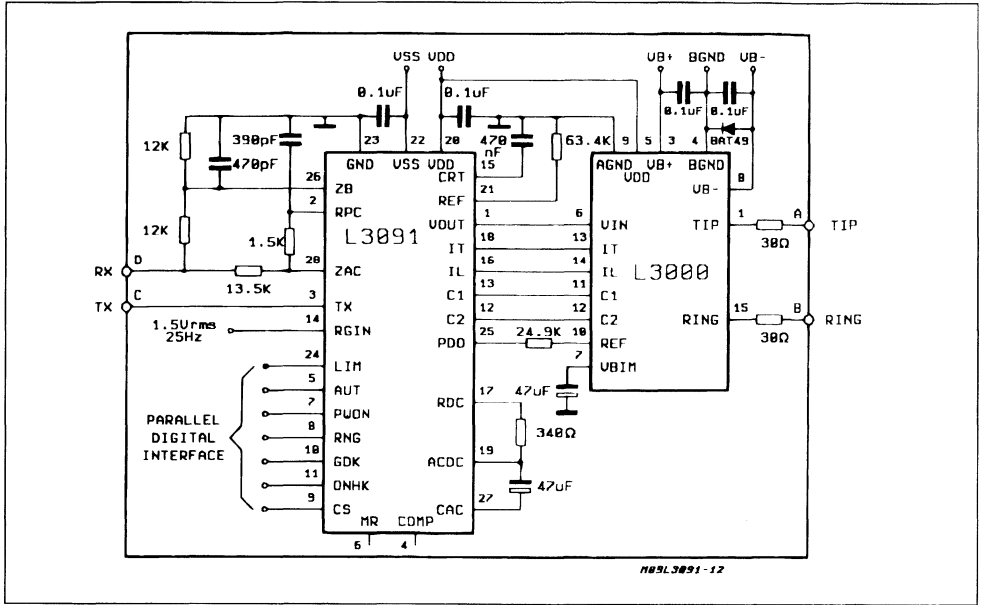 VSS VDD
VB+ BGND VB-
0.1uF 0.1uF
0.1uF 0.1uF
BAT49
12K 390pF
470pF
23 22 20
470 nF
63.4K
9 5 3 4
GND VSS VDD
15
CRT
AGND VB+ BGND
VDD
8
VB-
26
ZB
21
REF
2
RPC
1
VOUT
6
VIN
TIP
1
A
TIP
30Ω
12K
1.5K
L3091
18
IT
13
IT
D
RX
28
ZAC
16
IL
14
IL
L3000
13.5K
C
TX
3
TX
13
C1
11
C1
1.5Vrms
25Hz
14
RGIN
12
C2
12
C2
RING
15
B
RING
30Ω
25
PDO
24.9K
10
REF
24
LIM
7
VBIM
5
AUT
17
RDC
47uF
7
PWON
PARALLEL
DIGITAL
INTERFACE
8
RNG
340Ω
10
GDK
19
ACDC
11
ONHK
47uF
9
CS
27
CAC
MR COMP
6 4
M89L3091-12